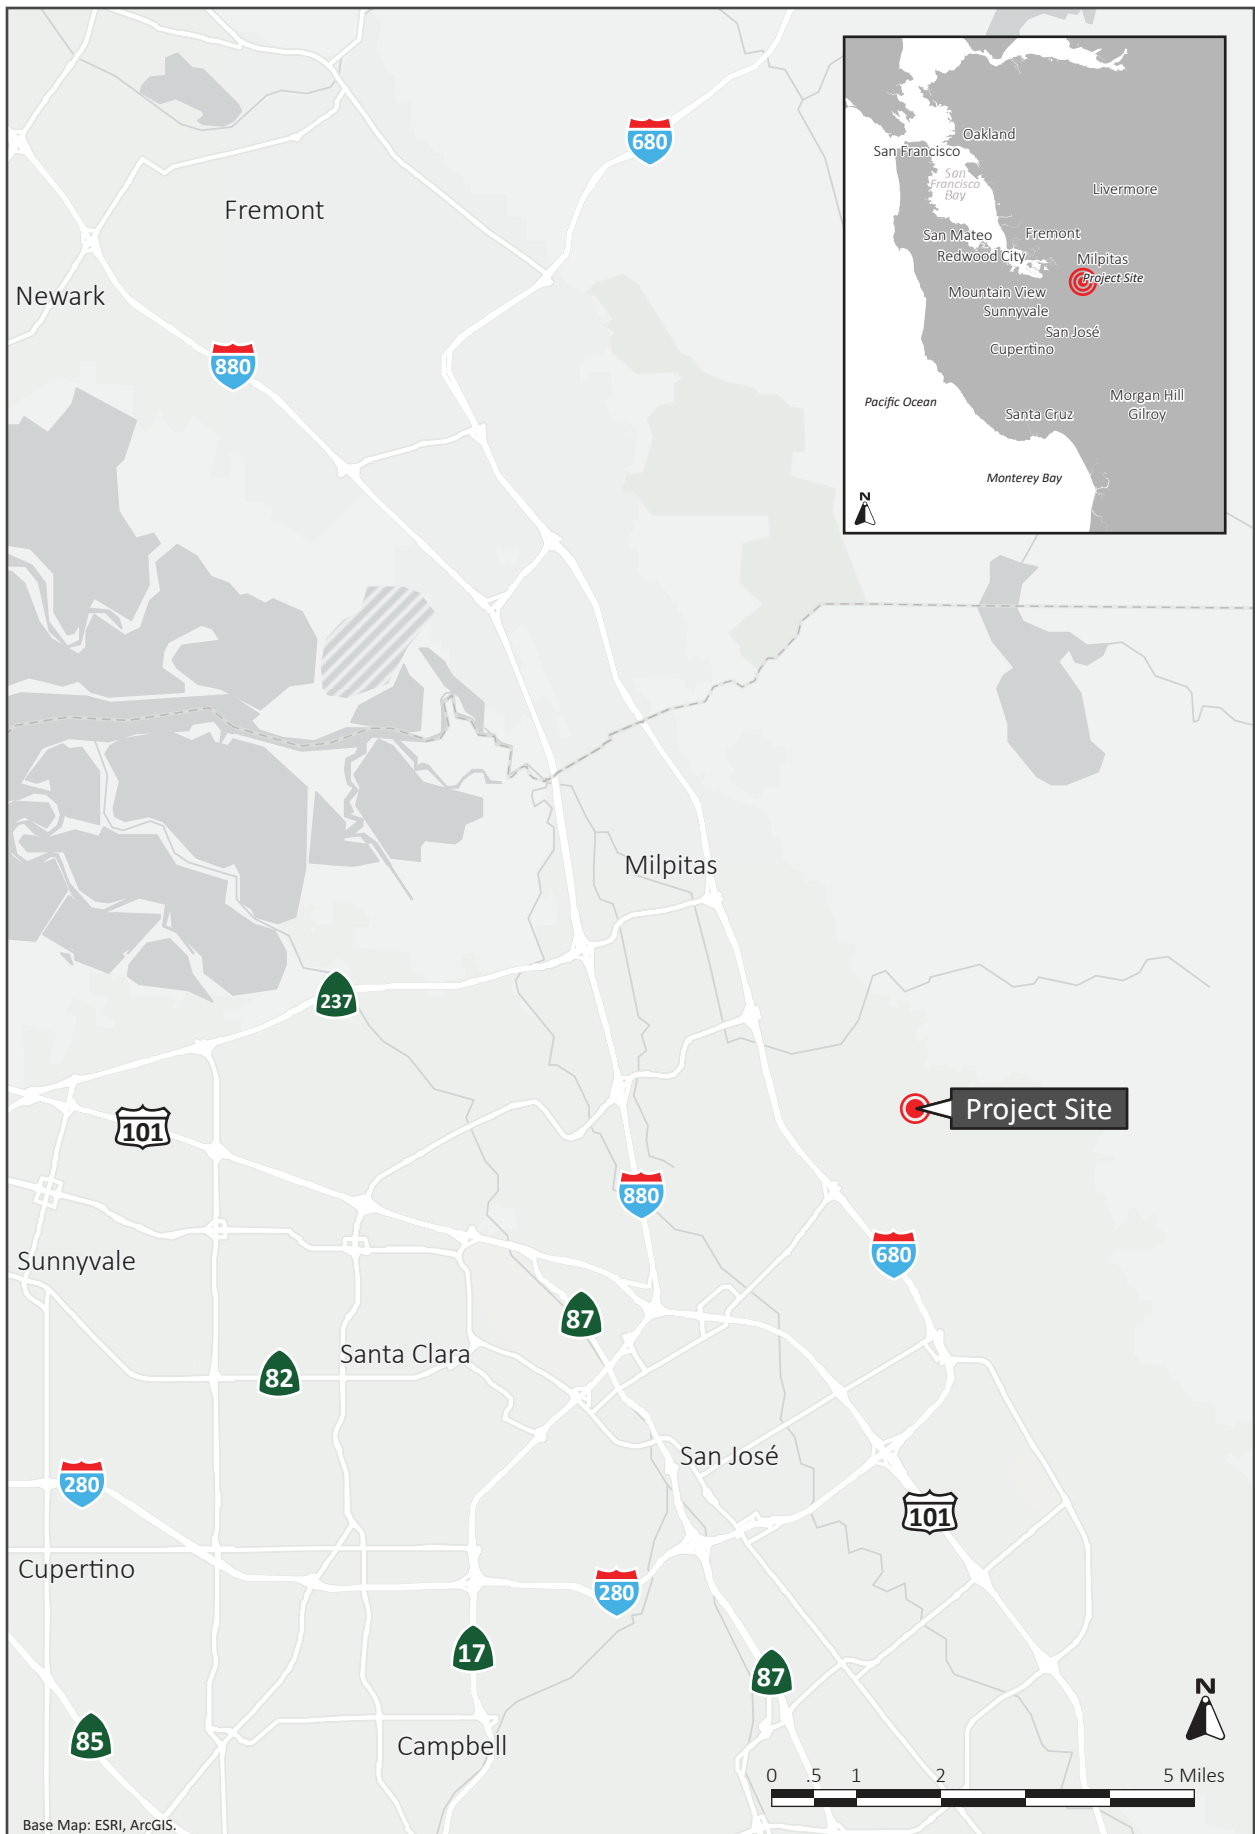 680
Fremont
Newark
880
Oakland
San Francisco
San
Francisco
Bay
Livermore
San Mateo
Fremont
Redwood City
Milpitas
Project Site
Mountain View
Sunnyvale
San José
Cupertino
Pacific Ocean
Morgan Hill
Gilroy
Santa Cruz
Monterey Bay
N
Milpitas
237
Project Site
101
880
680
Sunnyvale
87
Santa Clara
82
San José
280
101
Cupertino
280
17
87
85
Campbell
N
0 .5 1 2 5 Miles
Base Map: ESRI, ArcGIS.